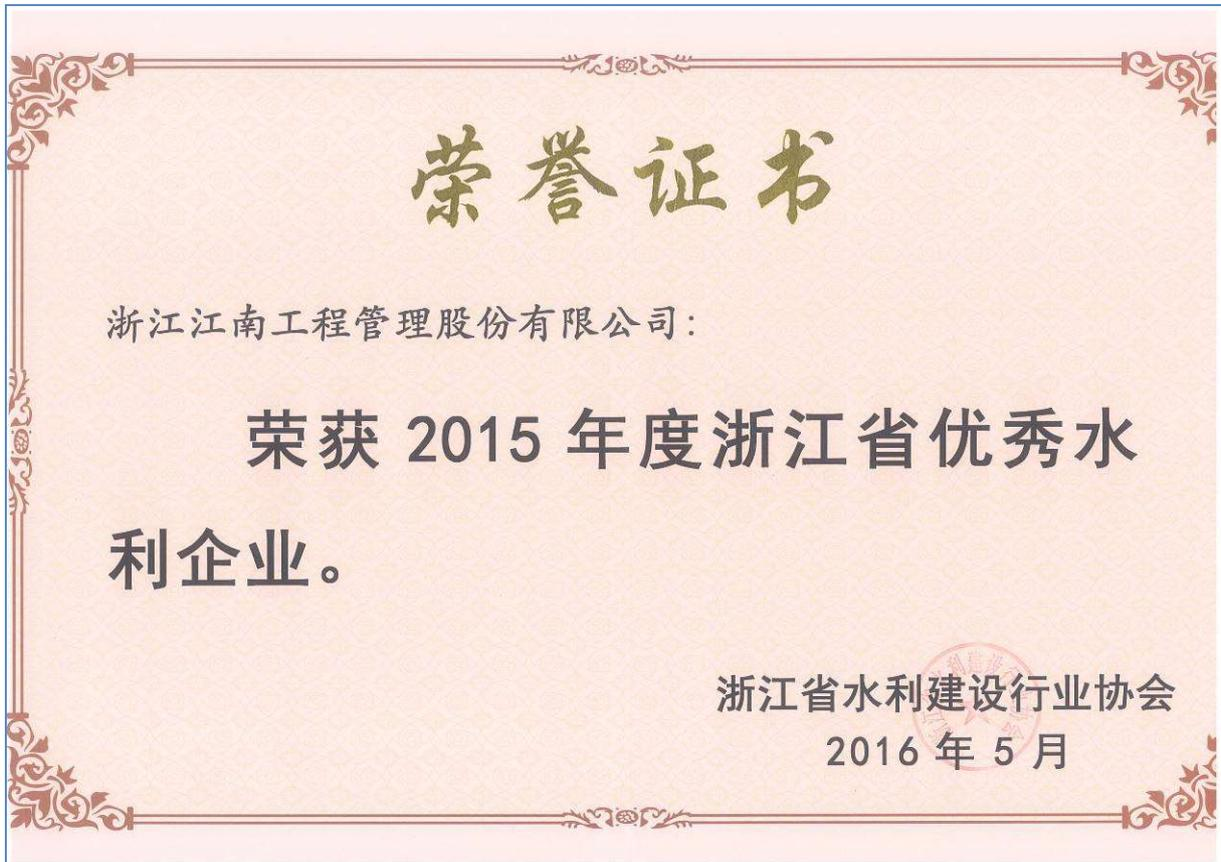 荣誉证书
浙江江南工程管理股份有限公司：
荣获 2015 年度浙江省优秀水
利企业。
浙江省水利建设行业协会
2016 年 5 月